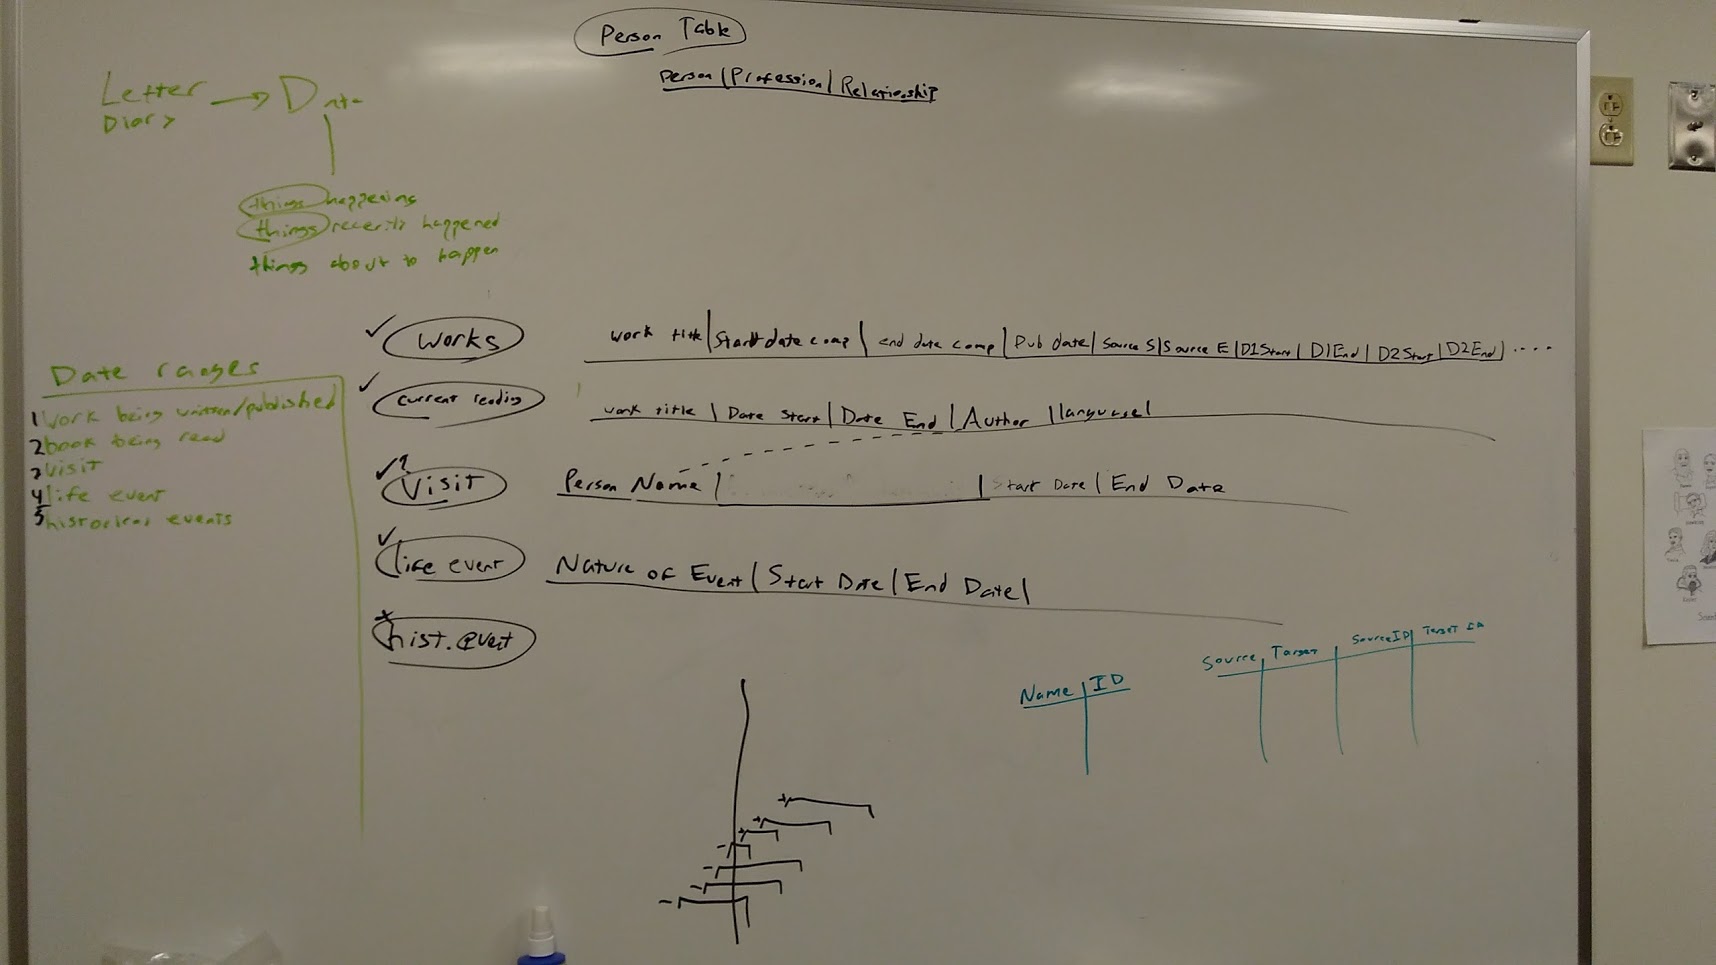 Person Table
Person | Profession | Relationship
Letter → Date
Diary
things happening
things recently happened
things about to happen
Date ranges
1 work being written/published
2 book being read
3 visit
4 life event
5 historical events
✓ Works
work title | Start date comp | end date comp | Pub date | Source S | Source E | D1Start | D1End | D2Start | D2End | ....
✓ current reading
work title | Date Start | Date End | Author | language |
✓? Visit
Person Name | | Start Date | End Date
✓ life event
Nature of Event | Start Date | End Date |
hist. event
Name | ID
Source | Target | Source ID | Target ID